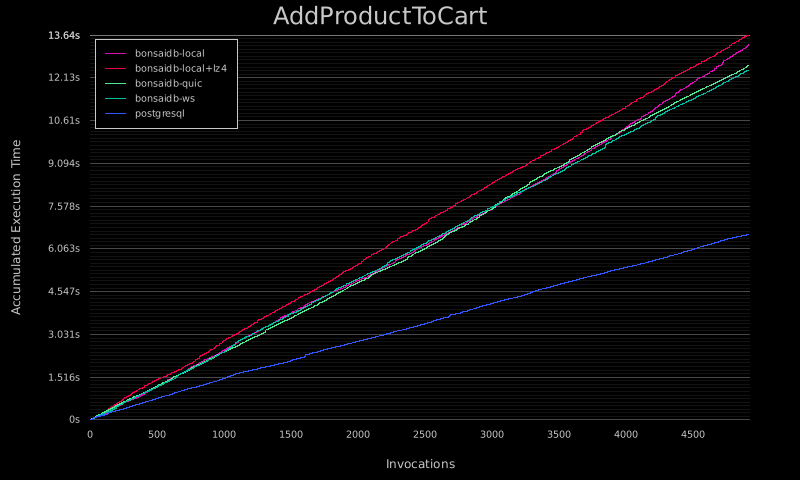 AddProductToCart
13.64s
12.13s
10.61s
9.094s
7.578s
6.063s
4.547s
3.031s
1.516s
0s
Accumulated Execution Time
bonsaidb-local
bonsaidb-local+lz4
bonsaidb-quic
bonsaidb-ws
postgresql
0 500 1000 1500 2000 2500 3000 3500 4000 4500
Invocations